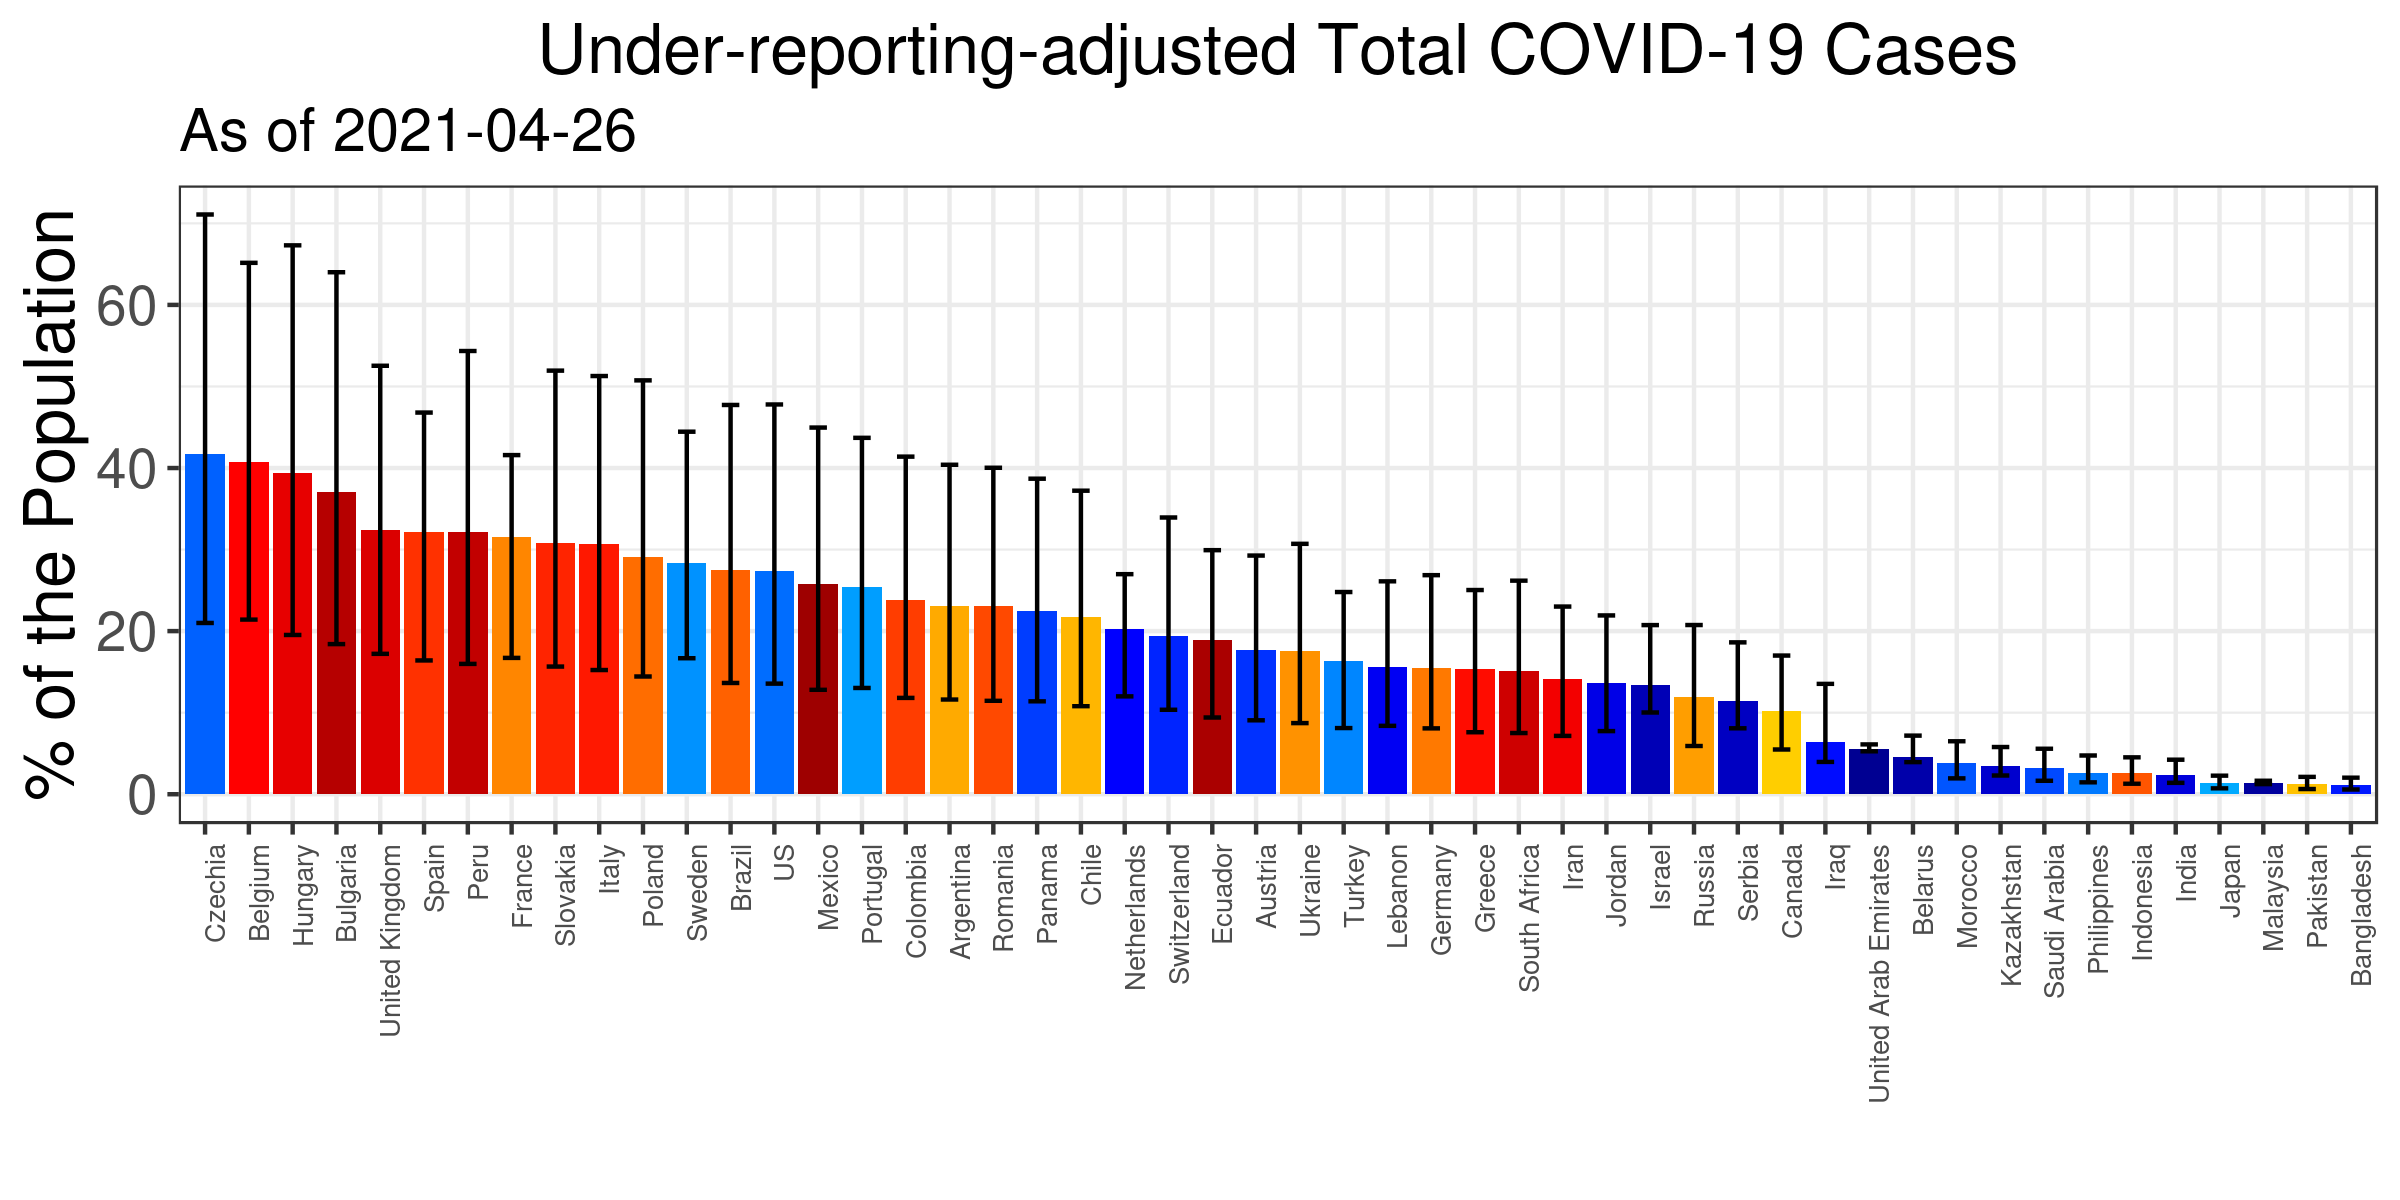 Under-reporting-adjusted Total COVID-19 Cases
As of 2021-04-26
% of the Population
60
40
20
0
Czechia
Belgium
Hungary
Bulgaria
United Kingdom
Spain
Peru
France
Slovakia
Italy
Poland
Sweden
Brazil
US
Mexico
Portugal
Colombia
Argentina
Romania
Panama
Chile
Netherlands
Switzerland
Ecuador
Austria
Ukraine
Turkey
Lebanon
Germany
Greece
South Africa
Iran
Jordan
Israel
Russia
Serbia
Canada
Iraq
United Arab Emirates
Belarus
Morocco
Kazakhstan
Saudi Arabia
Philippines
Indonesia
India
Japan
Malaysia
Pakistan
Bangladesh